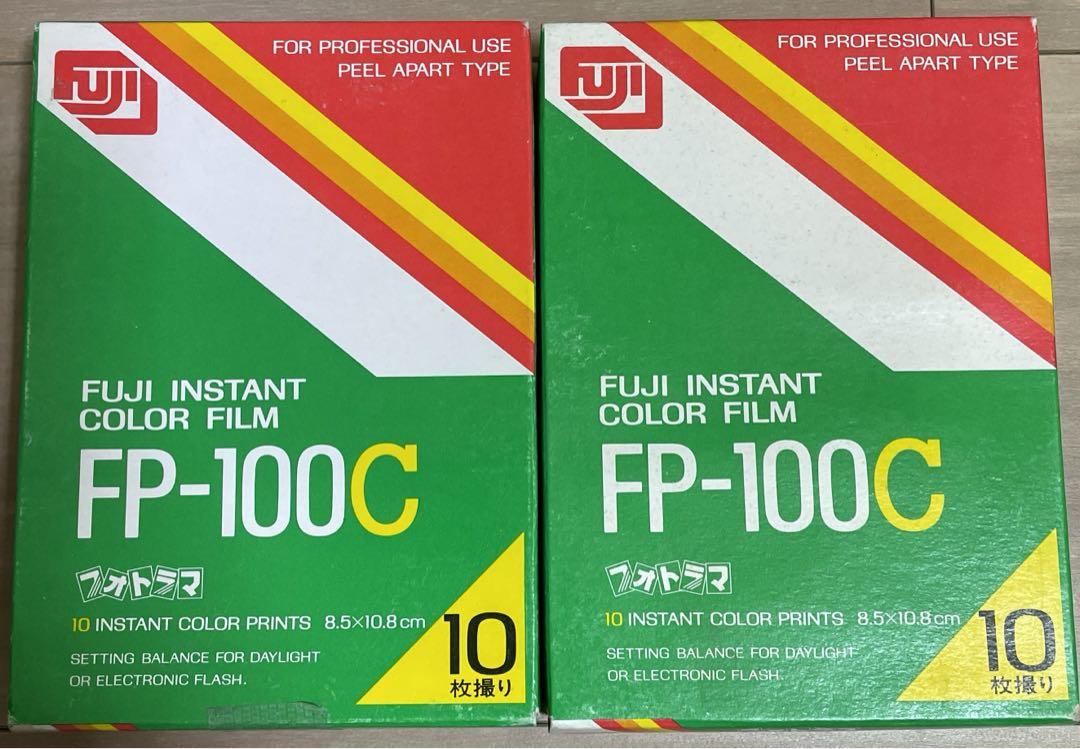 FUJI
FOR PROFESSIONAL USE
PEEL APART TYPE
FUJI INSTANT
COLOR FILM
FP-100C
フォトラマ
10 INSTANT COLOR PRINTS 8.5×10.8cm
SETTING BALANCE FOR DAYLIGHT
OR ELECTRONIC FLASH.
10
枚撮り
FUJI
FOR PROFESSIONAL USE
PEEL APART TYPE
FUJI INSTANT
COLOR FILM
FP-100C
フォトラマ
10 INSTANT COLOR PRINTS 8.5×10.8cm
SETTING BALANCE FOR DAYLIGHT
OR ELECTRONIC FLASH.
10
枚撮り